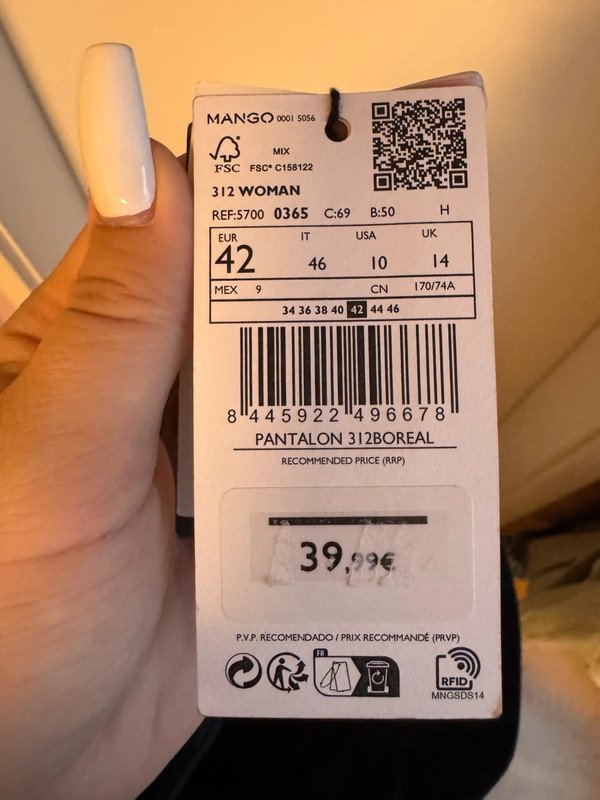 MANGO 0001 5056
FSC
MIX
FSC® C158122
312 WOMAN
REF:5700 0365 C:69 B:50 H
EUR IT USA UK
42 46 10 14
MEX 9 CN 170/74A
34 36 38 40 42 44 46
8 445922 496678
PANTALON 312BOREAL
RECOMMENDED PRICE (RRP)
39,99€
P.V.P. RECOMENDADO / PRIX RECOMMANDÉ (PRVP)
FR
RFID
MNGSDS14